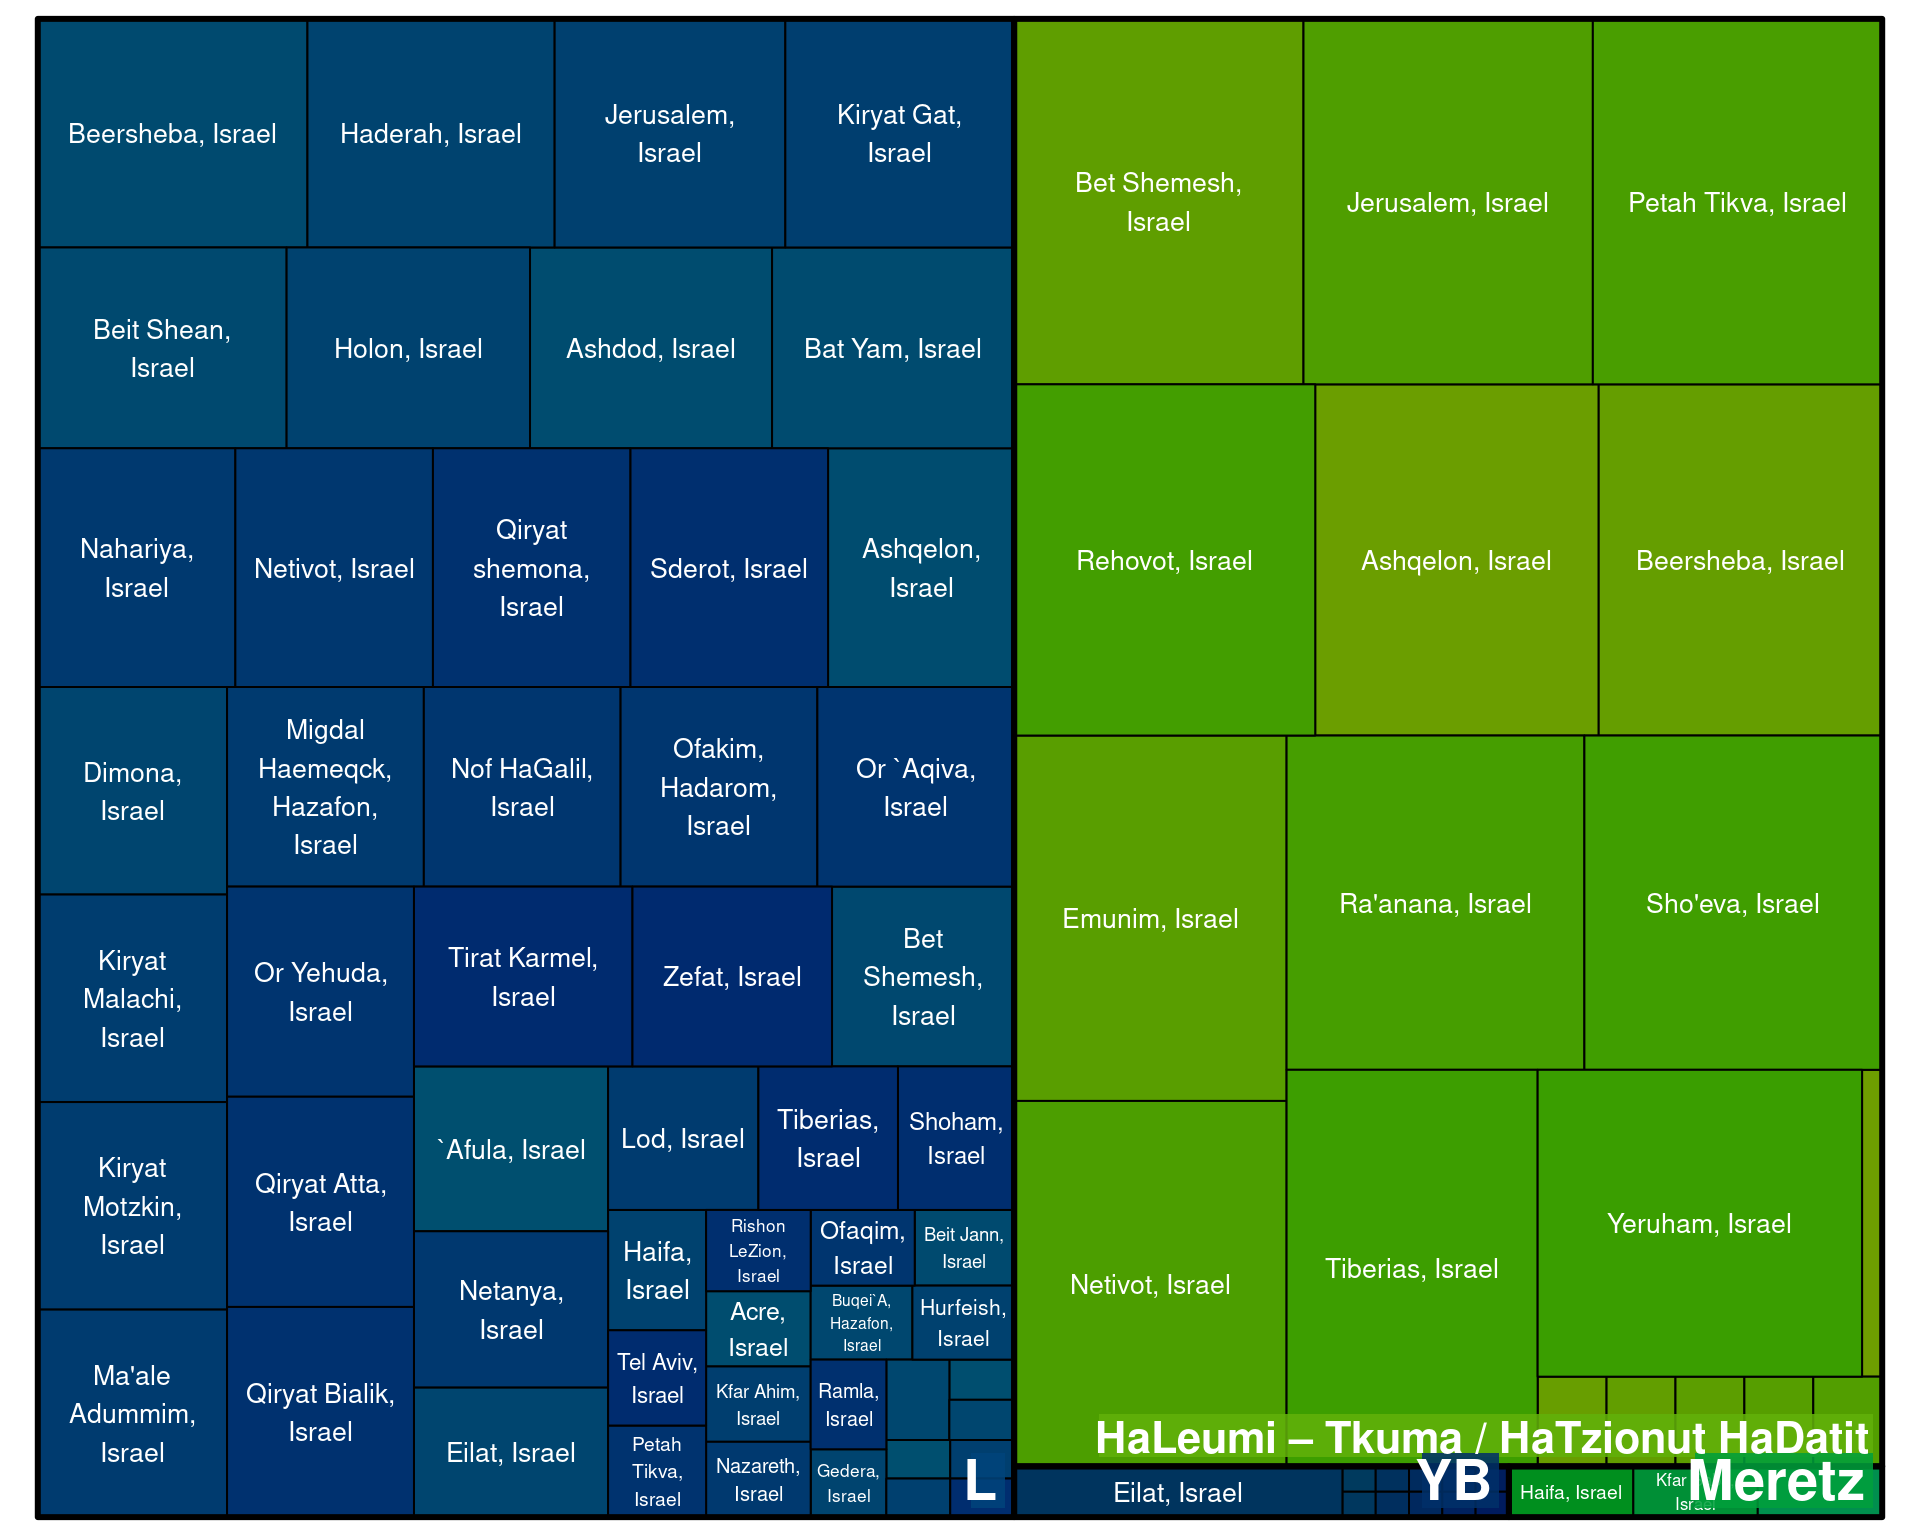 Beersheba, Israel
Haderah, Israel
Jerusalem,
Israel
Kiryat Gat,
Israel
Beit Shean,
Israel
Holon, Israel
Ashdod, Israel
Bat Yam, Israel
Nahariya,
Israel
Netivot, Israel
Qiryat
shemona,
Israel
Sderot, Israel
Ashqelon,
Israel
Dimona,
Israel
Migdal
Haemeqck,
Hazafon,
Israel
Nof HaGalil,
Israel
Ofakim,
Hadarom,
Israel
Or `Aqiva,
Israel
Kiryat
Malachi,
Israel
Or Yehuda,
Israel
Tirat Karmel,
Israel
Zefat, Israel
Bet
Shemesh,
Israel
Kiryat
Motzkin,
Israel
Qiryat Atta,
Israel
`Afula, Israel
Lod, Israel
Tiberias,
Israel
Shoham,
Israel
Ma'ale
Adummim,
Israel
Qiryat Bialik,
Israel
Netanya,
Israel
Eilat, Israel
Haifa,
Israel
Rishon
LeZion,
Israel
Ofaqim,
Israel
Beit Jann,
Israel
Acre,
Israel
Buqei`A,
Hazafon,
Israel
Hurfeish,
Israel
Tel Aviv,
Israel
Kfar Ahim,
Israel
Ramla,
Israel
Petah
Tikva,
Israel
Nazareth,
Israel
Gedera,
Israel
L
Bet Shemesh,
Israel
Jerusalem, Israel
Petah Tikva, Israel
Rehovot, Israel
Ashqelon, Israel
Beersheba, Israel
Emunim, Israel
Ra'anana, Israel
Sho'eva, Israel
Netivot, Israel
Tiberias, Israel
Yeruham, Israel
HaLeumi – Tkuma / HaTzionut HaDatit
Eilat, Israel
YB
Haifa, Israel
Kfar
Israel
Meretz